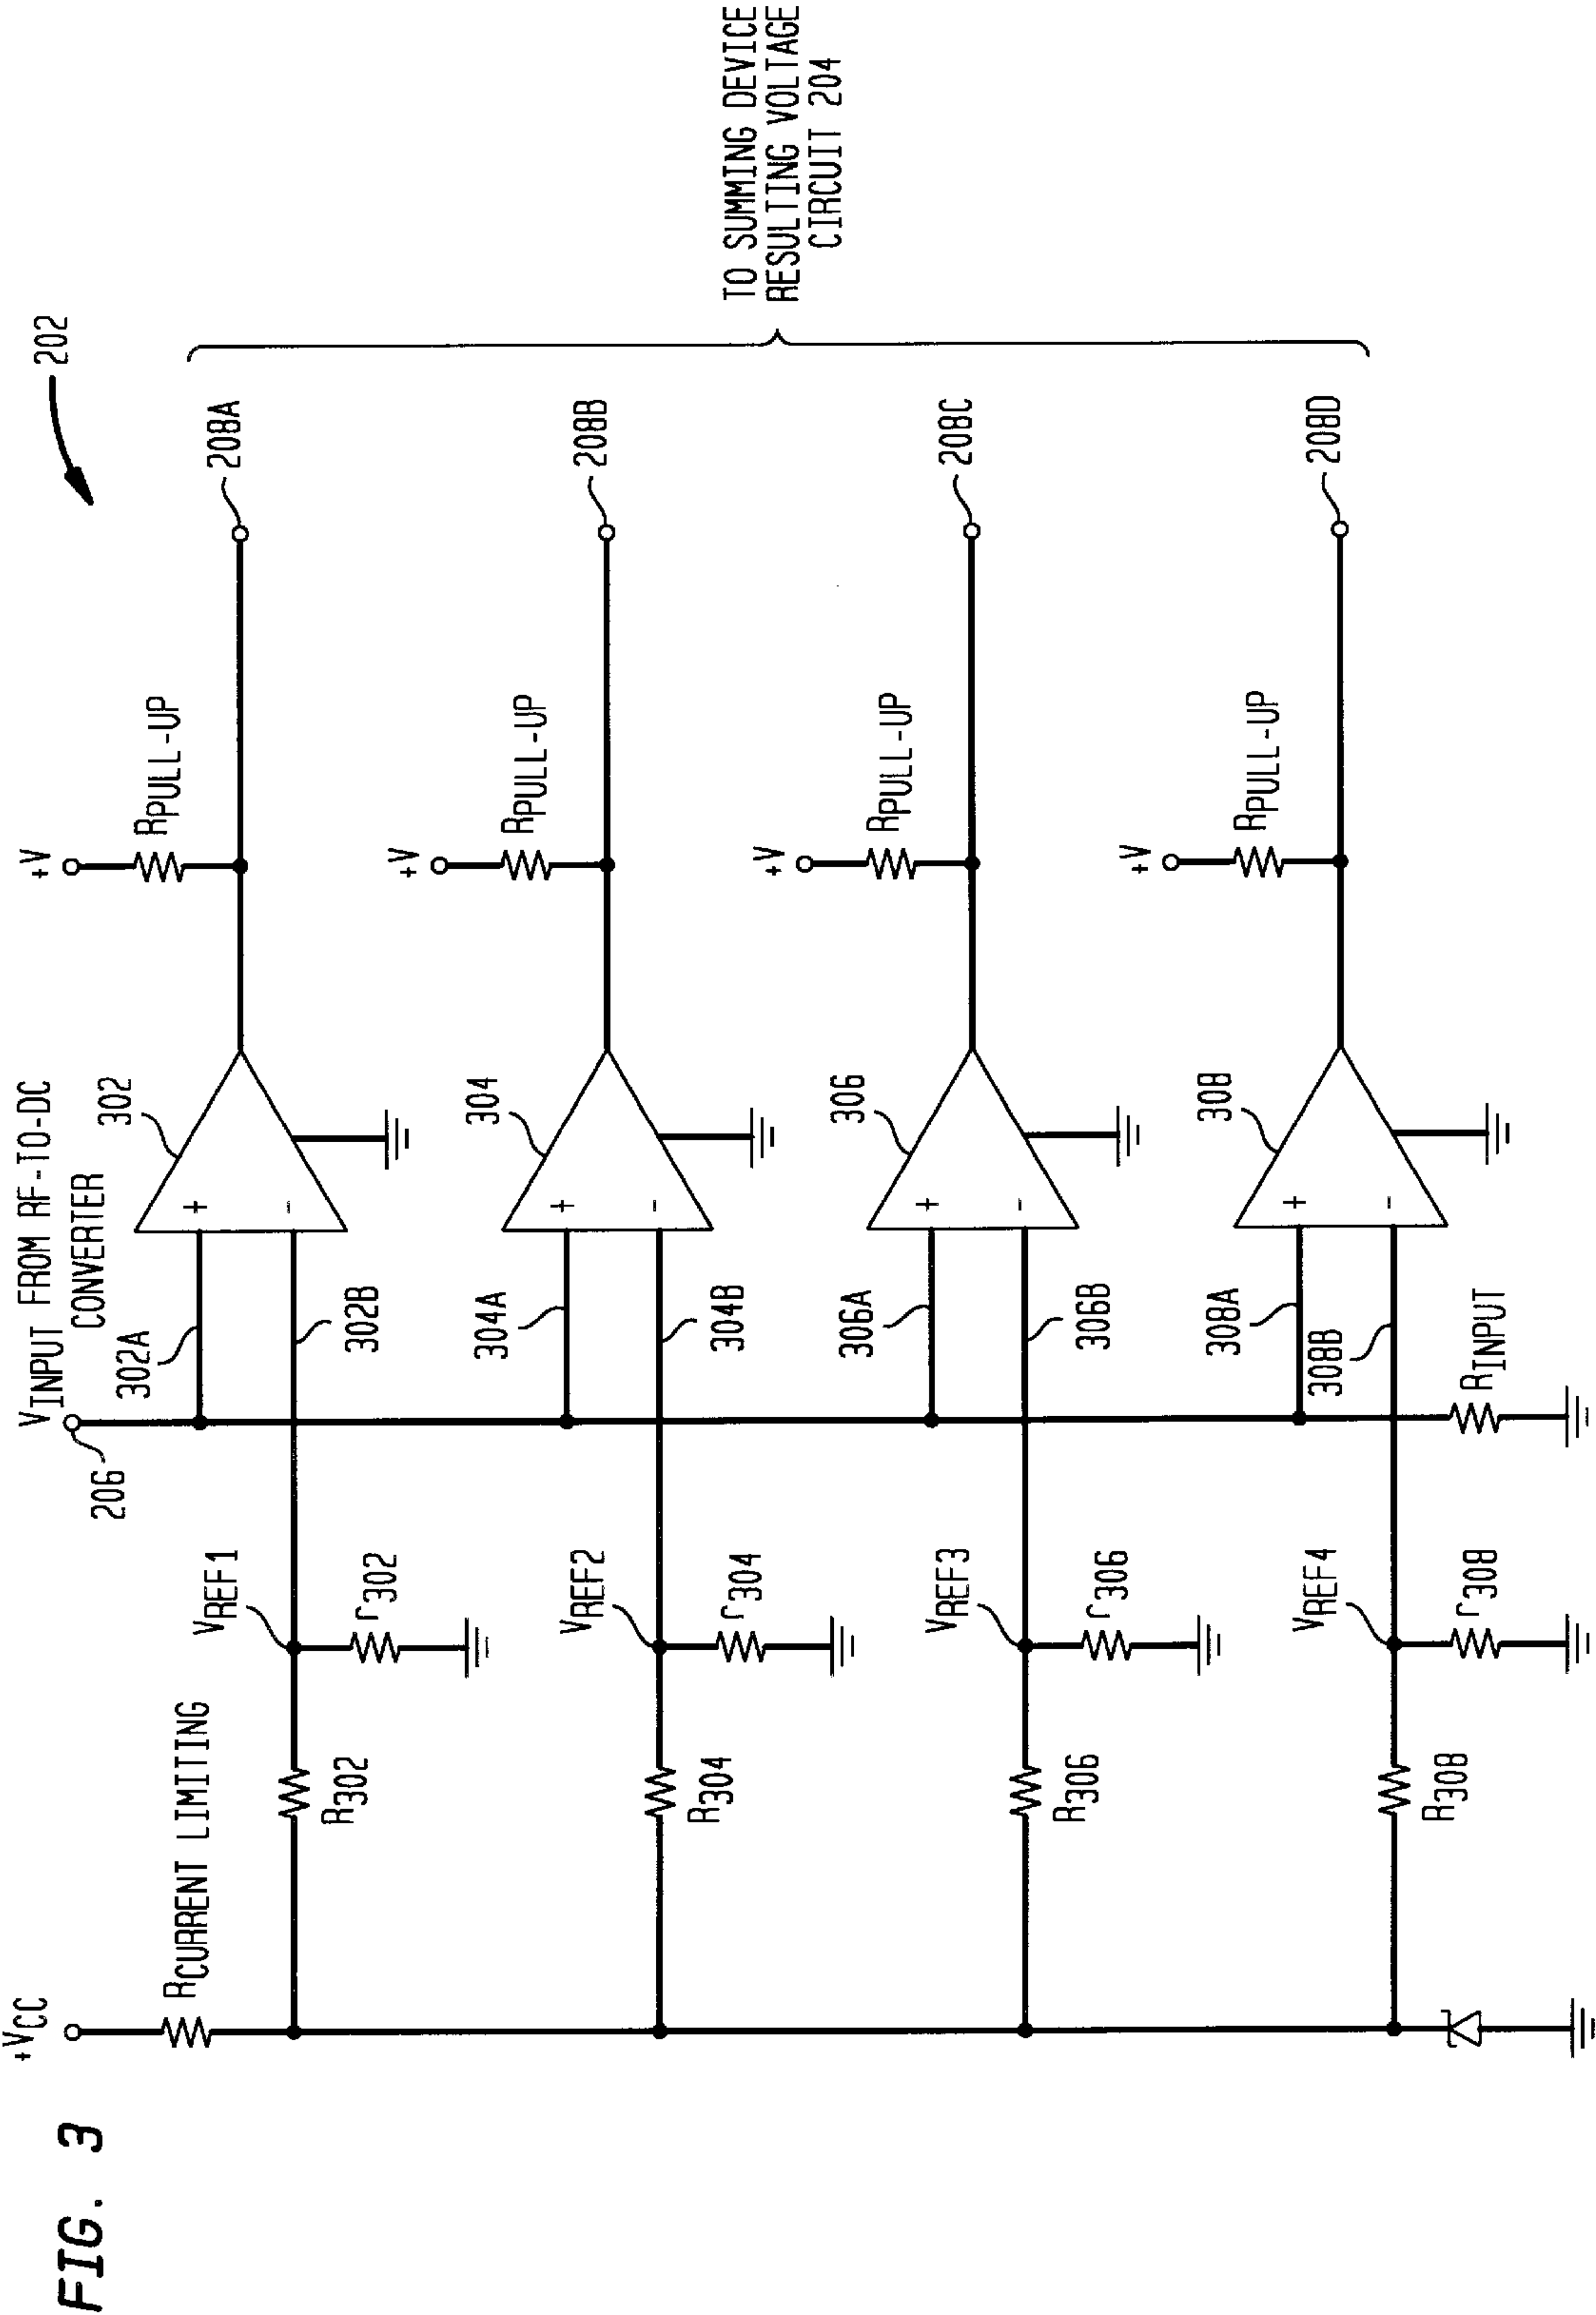 FIG. 3
202
+VCC
RCURRENT LIMITING
VINPUT FROM RF-TO-DC
CONVERTER
206
302A
302
+
-
302B
VREF1
R302
r302
+V
RPULL-UP
208A
304A
304
+
-
304B
VREF2
R304
r304
+V
RPULL-UP
208B
306A
306
+
-
306B
VREF3
R306
r306
+V
RPULL-UP
208C
308A
308
+
-
308B
VREF4
R308
r308
RINPUT
+V
RPULL-UP
208D
TO SUMMING DEVICE
RESULTING VOLTAGE
CIRCUIT 204